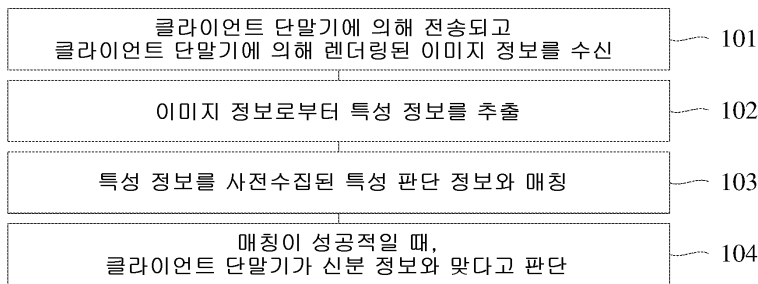 클라이언트 단말기에 의해 전송되고
클라이언트 단말기에 의해 렌더링된 이미지 정보를 수신
101
이미지 정보로부터 특성 정보를 추출
102
특성 정보를 사전수집된 특성 판단 정보와 매칭
103
매칭이 성공적일 때,
클라이언트 단말기가 신분 정보와 맞다고 판단
104